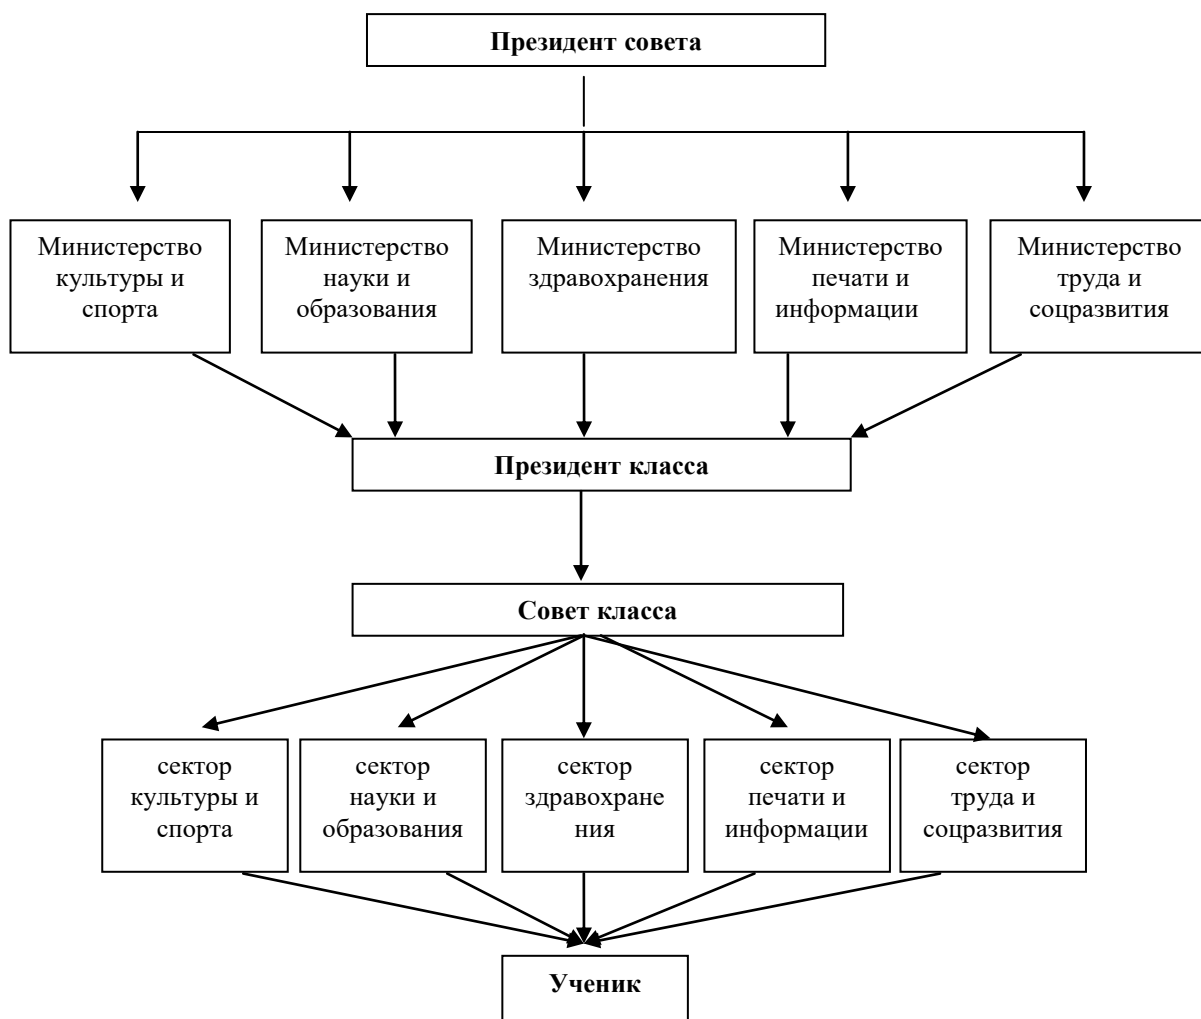 Президент совета
Министерство
культуры и
спорта
Министерство
науки и
образования
Министерство
здравохранения
Министерство
печати и
информации
Министерство
труда и
соцразвития
Президент класса
Совет класса
сектор
культуры и
спорта
сектор
науки и
образования
сектор
здравохране
ния
сектор
печати и
информации
сектор
труда и
соцразвития
Ученик